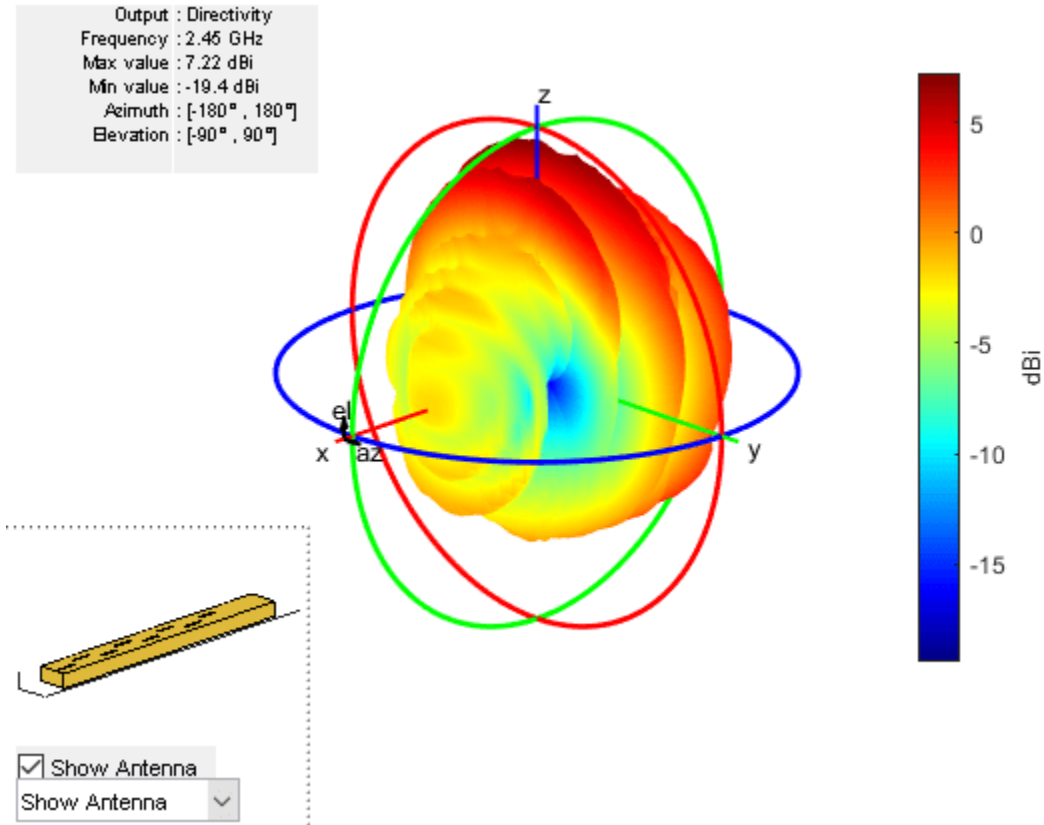 Output : Directivity
Frequency : 2.45 GHz
Max value : 7.22 dBi
Min value : -19.4 dBi
Azimuth : [-180° , 180°]
Elevation : [-90° , 90°]
z
x
y
el
az
5
0
-5
-10
-15
dBi
Show Antenna
Show Antenna